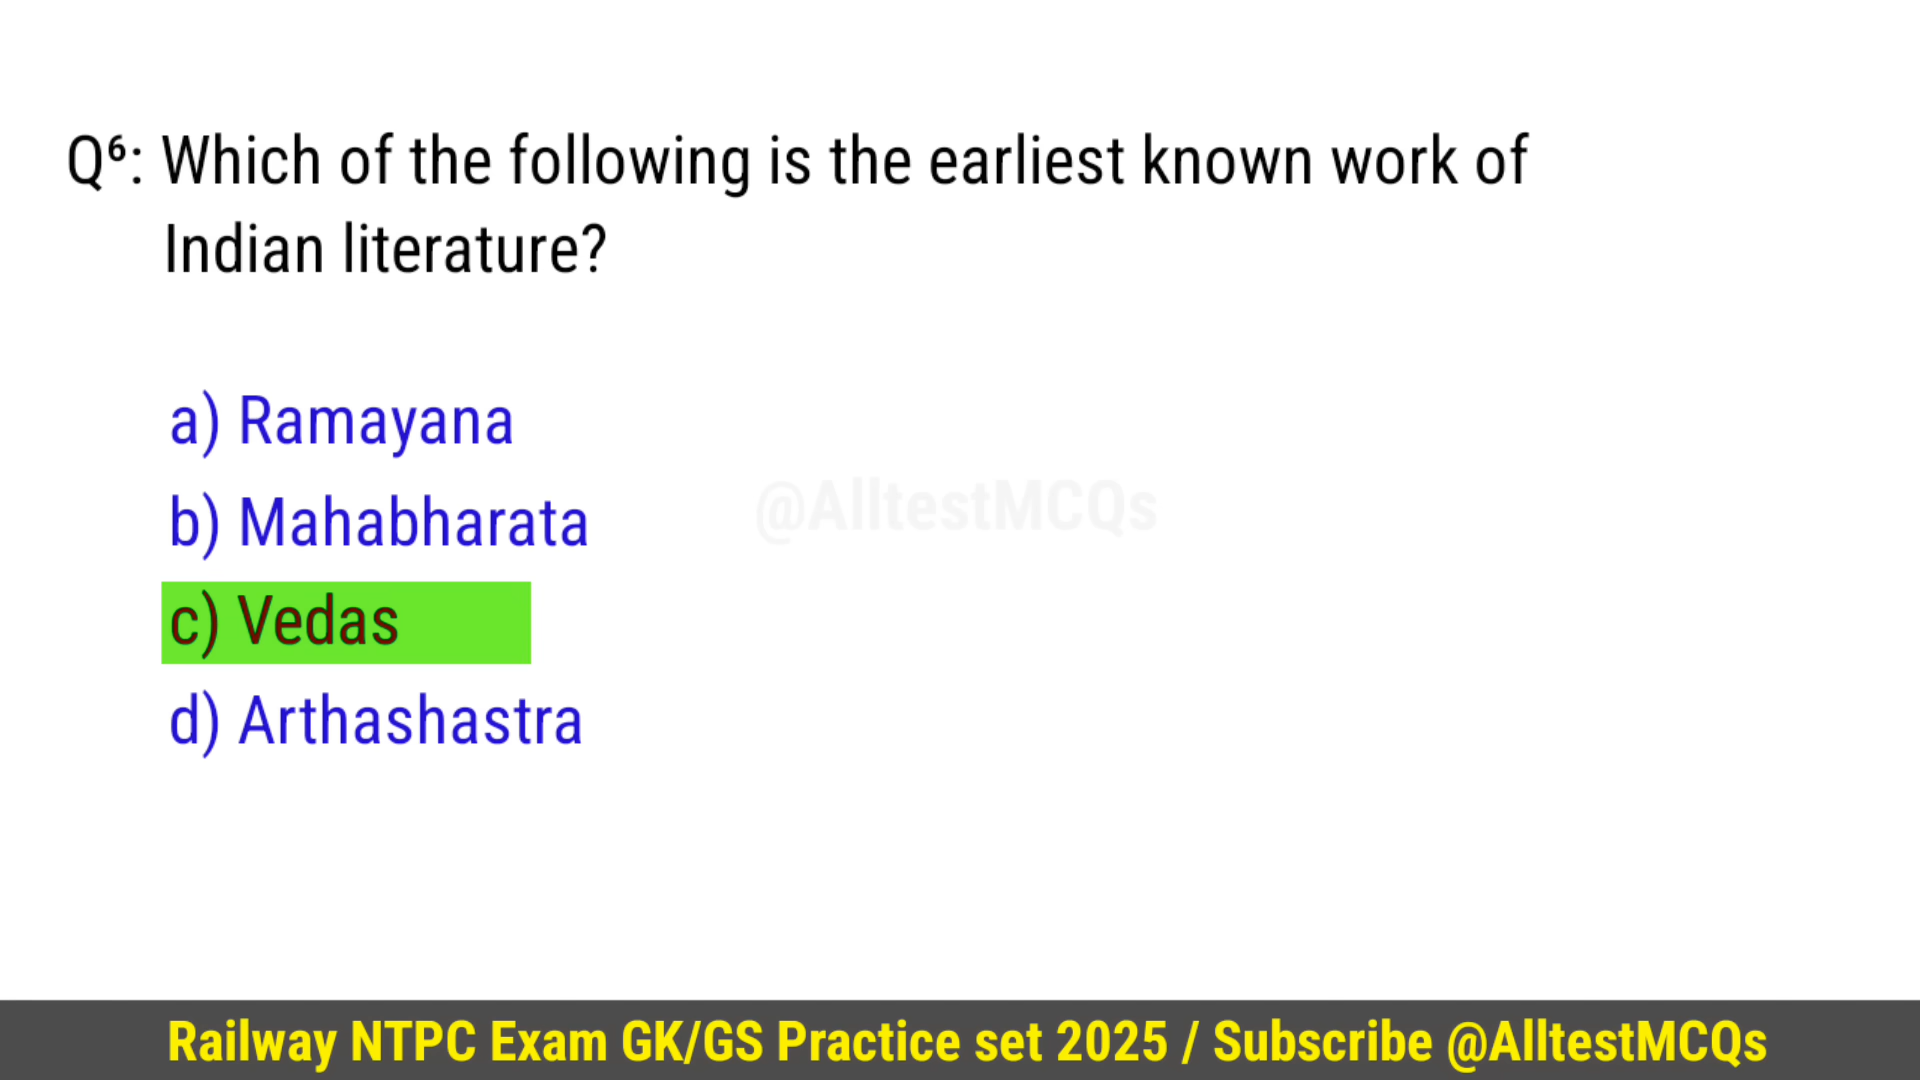 Q⁶: Which of the following is the earliest known work of
Indian literature?
a) Ramayana
b) Mahabharata
@AlltestMCQs
c) Vedas
d) Arthashastra
Railway NTPC Exam GK/GS Practice set 2025 / Subscribe @AlltestMCQs